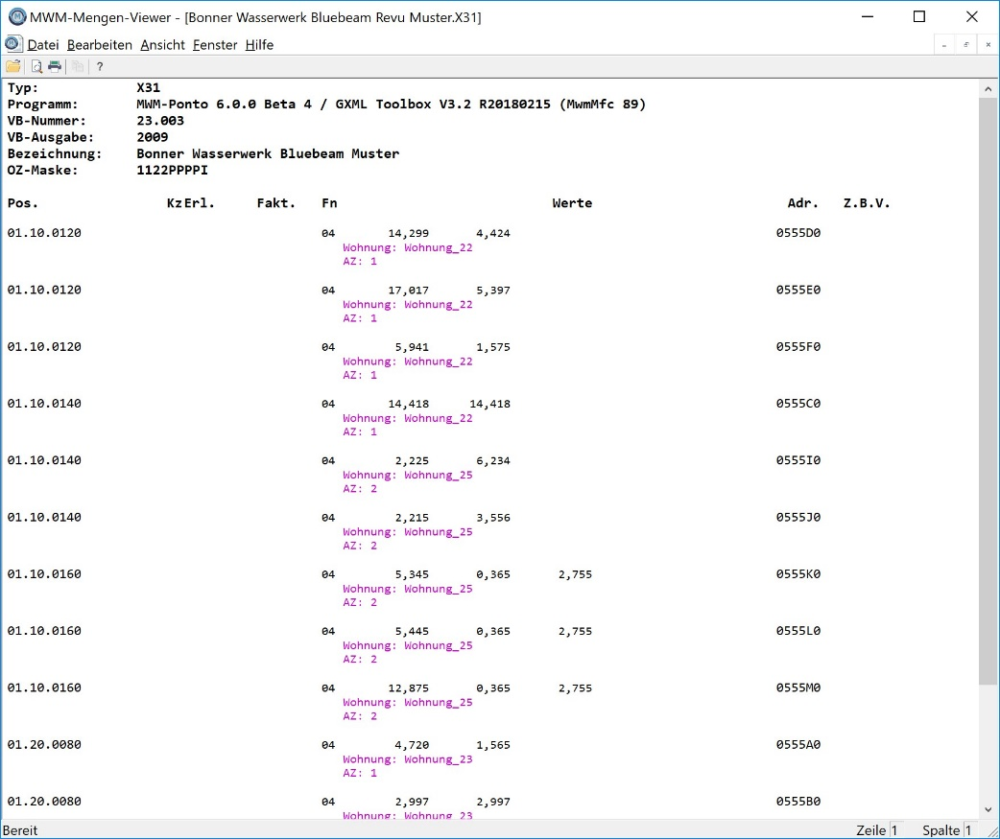 MWM-Mengen-Viewer - [Bonner Wasserwerk Bluebeam Revu Muster.X31]
Datei Bearbeiten Ansicht Fenster Hilfe
?
Typ: X31
Programm: MWM-Ponto 6.0.0 Beta 4 / GXML Toolbox V3.2 R20180215 (MwmMfc 89)
VB-Nummer: 23.003
VB-Ausgabe: 2009
Bezeichnung: Bonner Wasserwerk Bluebeam Muster
OZ-Maske: 1122PPPPI
Pos. KzErl. Fakt. Fn Werte Adr. Z.B.V.
01.10.0120 04 14,299 4,424 0555D0
Wohnung: Wohnung_22
AZ: 1
01.10.0120 04 17,017 5,397 0555E0
Wohnung: Wohnung_22
AZ: 1
01.10.0120 04 5,941 1,575 0555F0
Wohnung: Wohnung_22
AZ: 1
01.10.0140 04 14,418 14,418 0555C0
Wohnung: Wohnung_22
AZ: 1
01.10.0140 04 2,225 6,234 0555I0
Wohnung: Wohnung_25
AZ: 2
01.10.0140 04 2,215 3,556 0555J0
Wohnung: Wohnung_25
AZ: 2
01.10.0160 04 5,345 0,365 2,755 0555K0
Wohnung: Wohnung_25
AZ: 2
01.10.0160 04 5,445 0,365 2,755 0555L0
Wohnung: Wohnung_25
AZ: 2
01.10.0160 04 12,875 0,365 2,755 0555M0
Wohnung: Wohnung_25
AZ: 2
01.20.0080 04 4,720 1,565 0555A0
Wohnung: Wohnung_23
AZ: 1
01.20.0080 04 2,997 2,997 0555B0
Wohnung: Wohnung_23
Bereit Zeile 1 Spalte 1